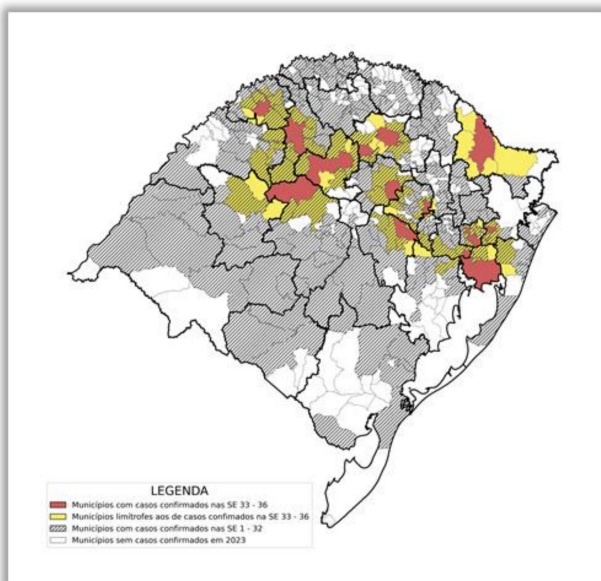 LEGENDA
Municípios com casos confirmados nas SE 33 - 36
Municípios limítrofes aos de casos confimados na SE 33 - 36
Municípios com casos confirmados nas SE 1 - 32
Municípios sem casos confirmados em 2023